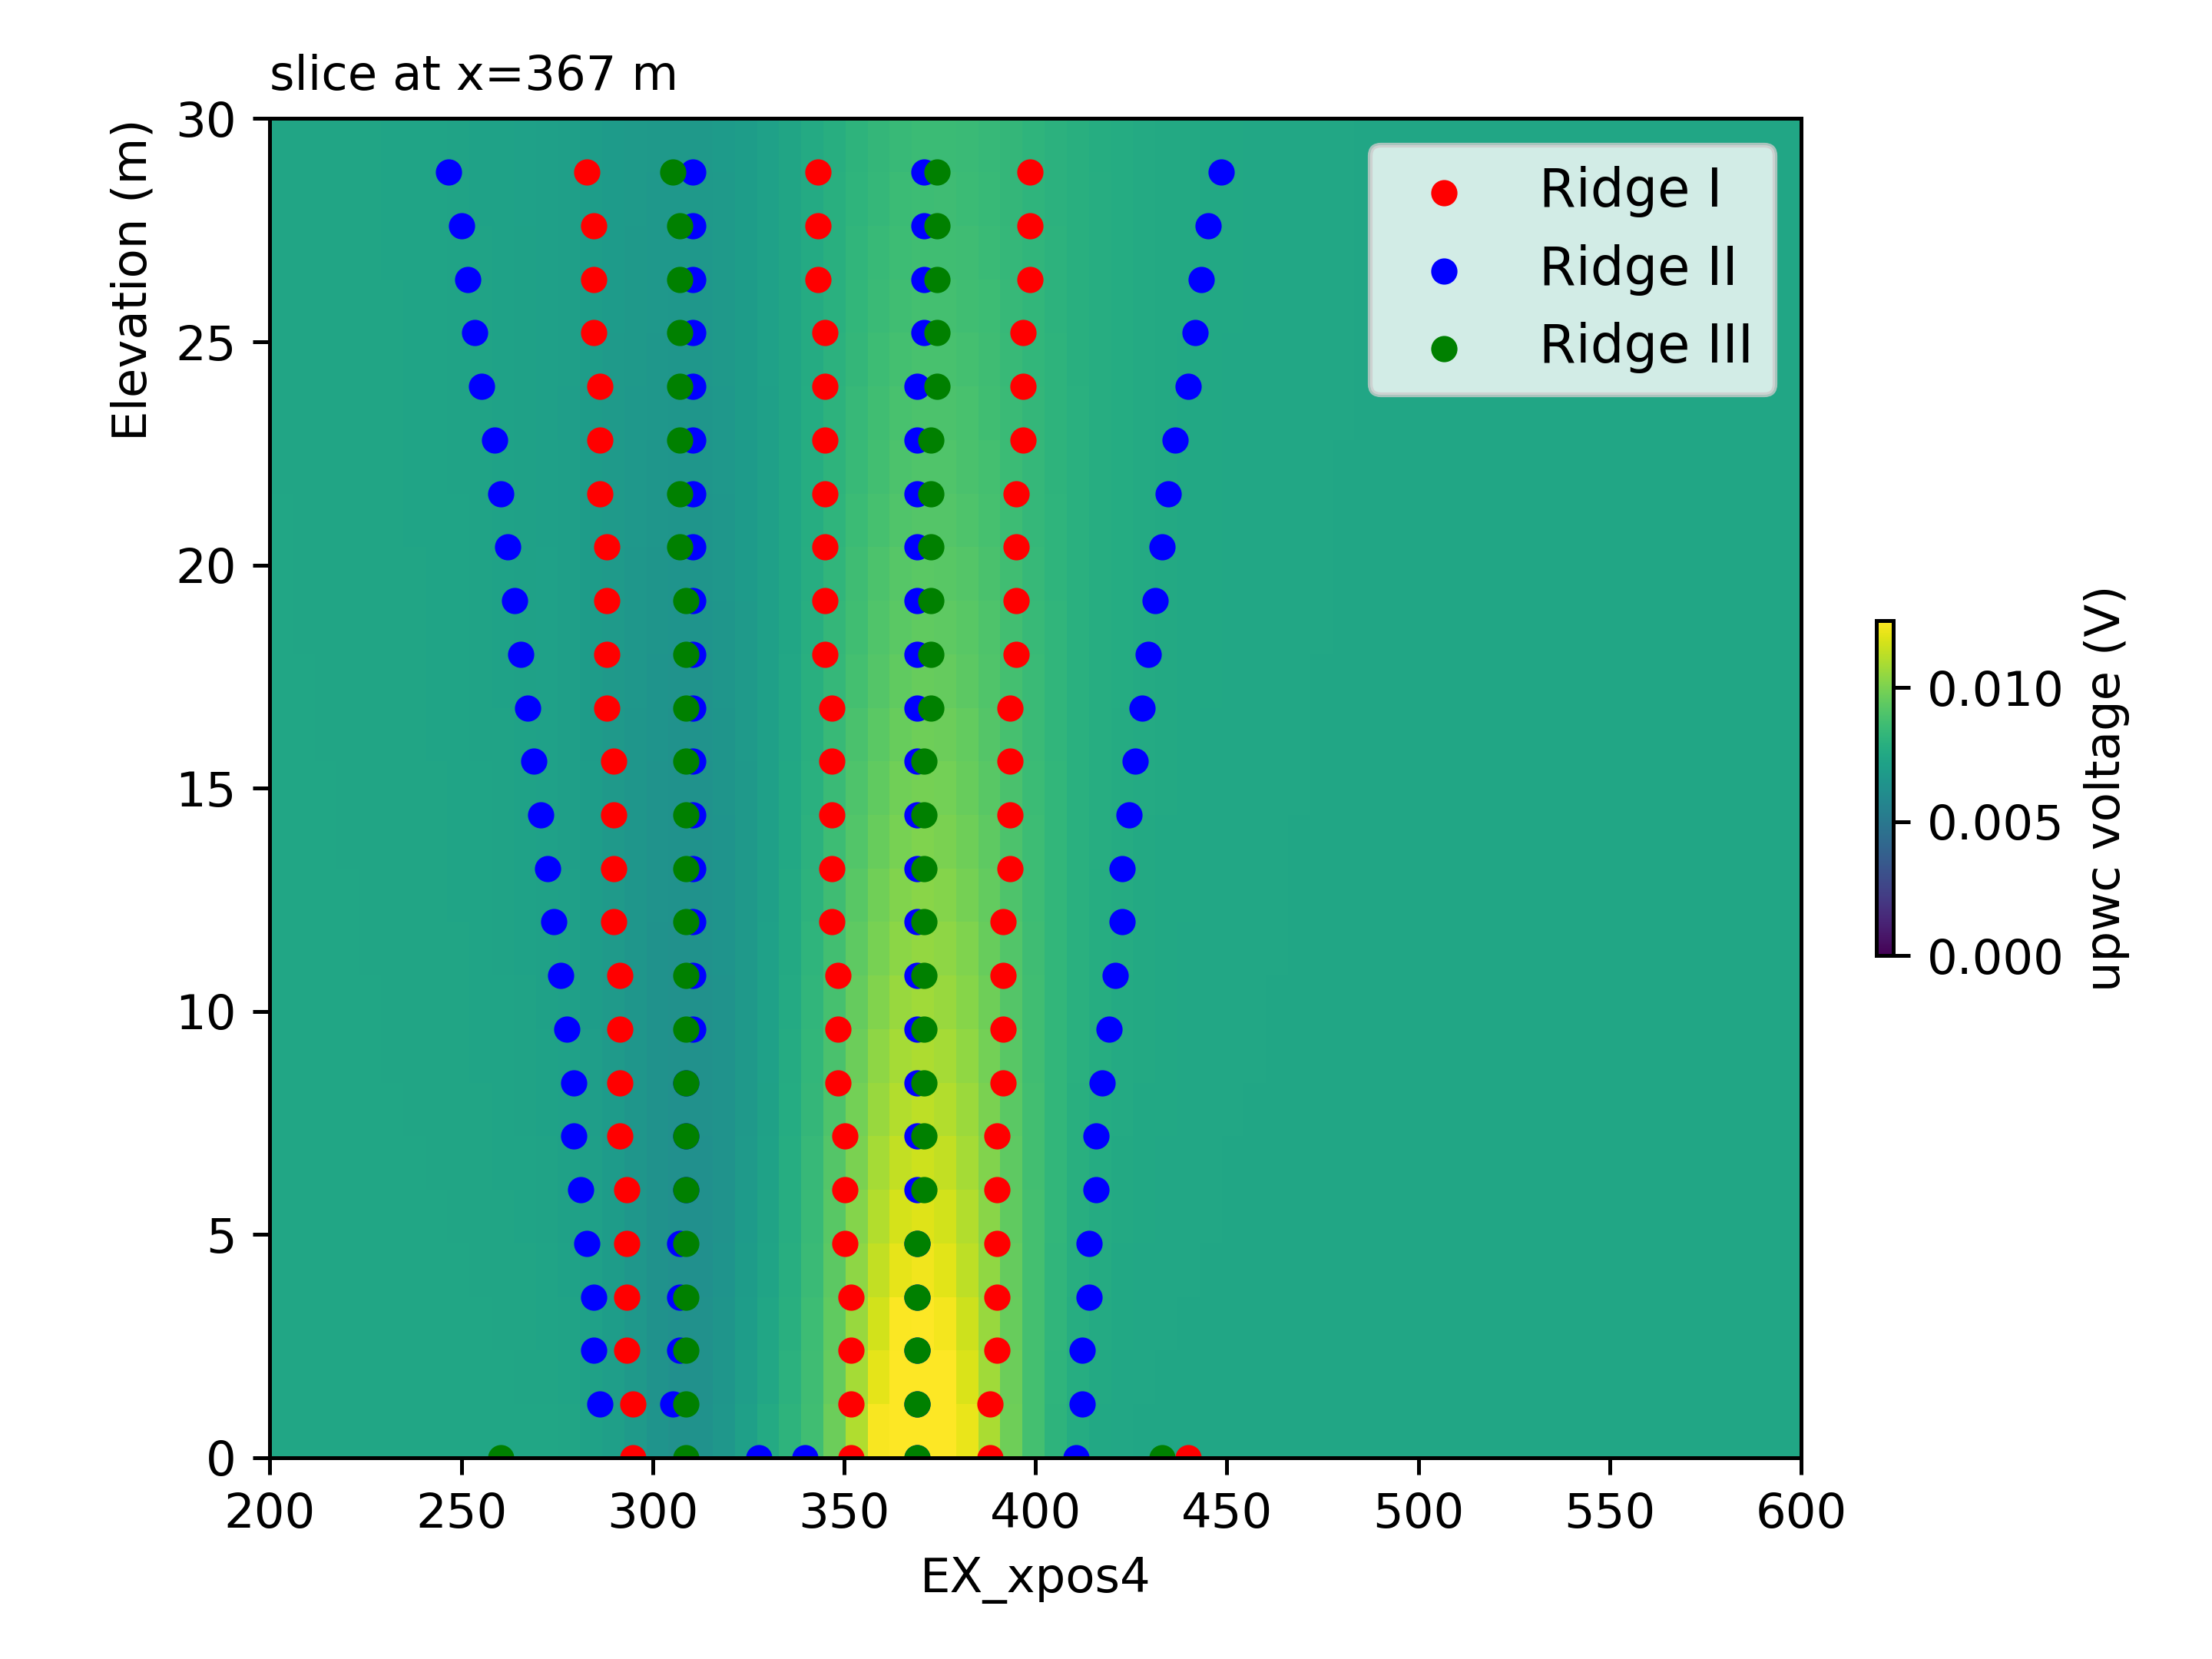 slice at x=367 m
Elevation (m)
30
25
20
15
10
5
0
200 250 300 350 400 450 500 550 600
EX_xpos4
Ridge I
Ridge II
Ridge III
0.010
0.005
0.000
upwc voltage (V)